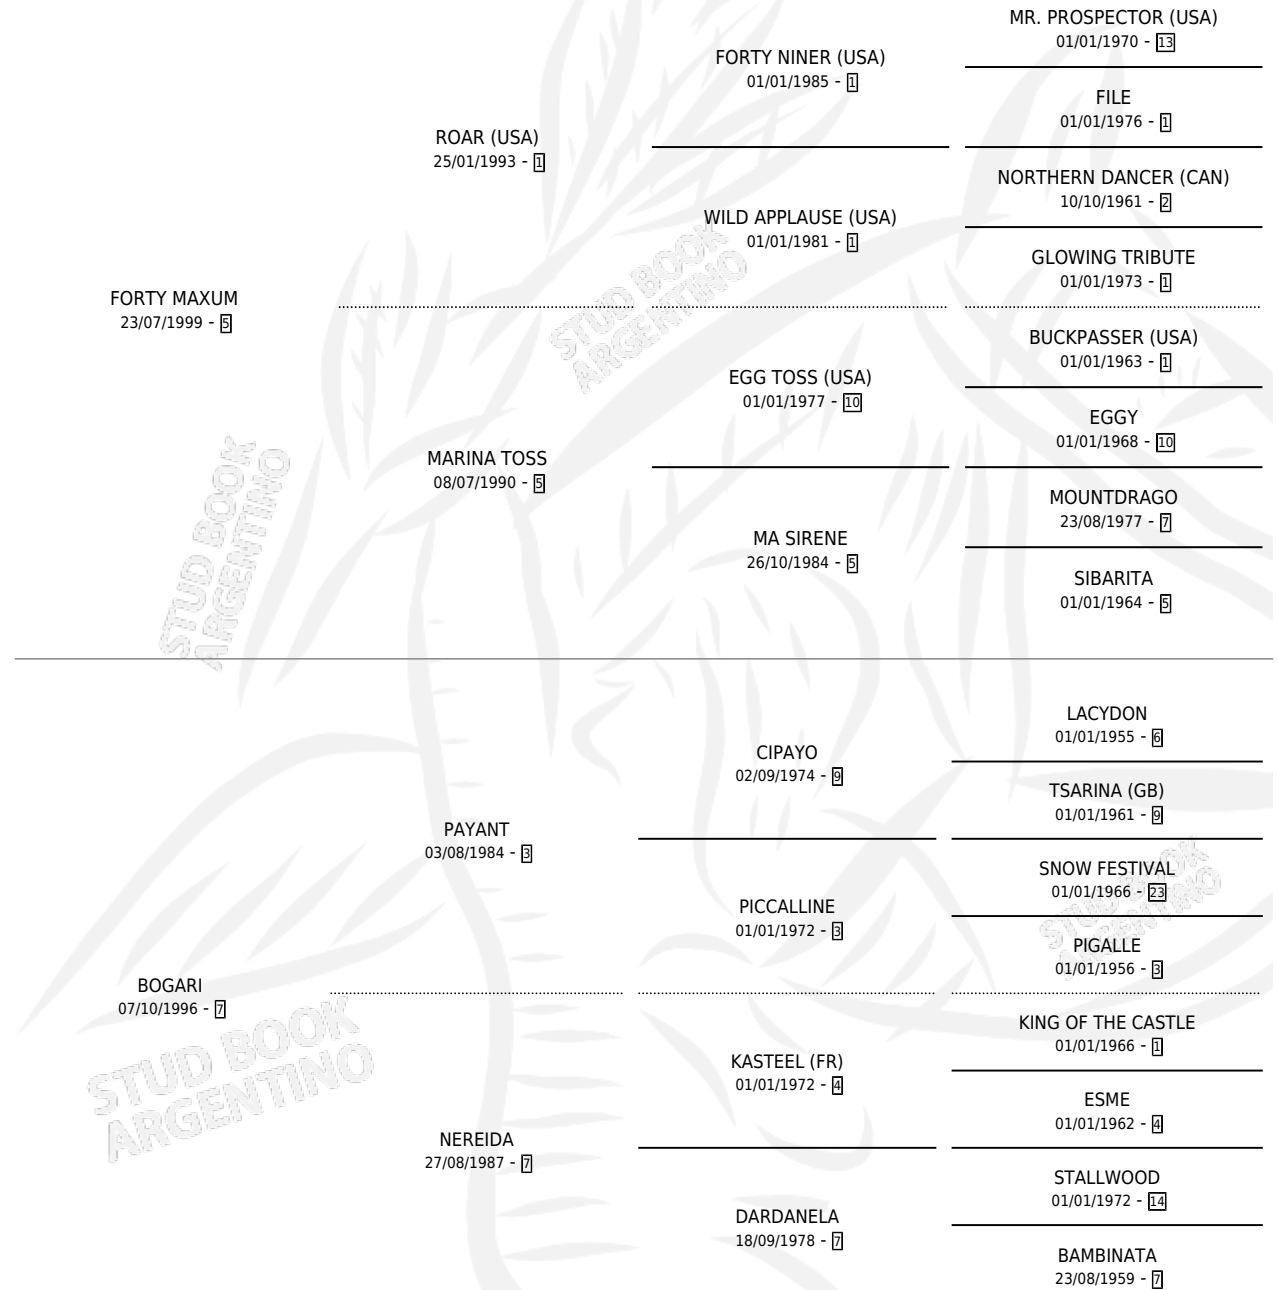 MR. PROSPECTOR (USA)
01/01/1970 - 13
FORTY NINER (USA)
01/01/1985 - 1
FILE
01/01/1976 - 1
ROAR (USA)
25/01/1993 - 1
NORTHERN DANCER (CAN)
10/10/1961 - 2
WILD APPLAUSE (USA)
01/01/1981 - 1
GLOWING TRIBUTE
01/01/1973 - 1
FORTY MAXUM
23/07/1999 - 5
BUCKPASSER (USA)
01/01/1963 - 1
EGG TOSS (USA)
01/01/1977 - 10
EGGY
01/01/1968 - 10
MARINA TOSS
08/07/1990 - 5
MOUNTDRAGO
23/08/1977 - 7
MA SIRENE
26/10/1984 - 5
SIBARITA
01/01/1964 - 5
LACYDON
01/01/1955 - 6
CIPAYO
02/09/1974 - 9
TSARINA (GB)
01/01/1961 - 9
PAYANT
03/08/1984 - 3
SNOW FESTIVAL
01/01/1966 - 23
PICCALLINE
01/01/1972 - 3
PIGALLE
01/01/1956 - 3
BOGARI
07/10/1996 - 7
KING OF THE CASTLE
01/01/1966 - 1
KASTEEL (FR)
01/01/1972 - 4
ESME
01/01/1962 - 4
NEREIDA
27/08/1987 - 7
STALLWOOD
01/01/1972 - 14
DARDANELA
18/09/1978 - 7
BAMBINATA
23/08/1959 - 7
STUD BOOK
ARGENTINO
STUD BOOK
ARGENTINO
STUD BOOK
ARGENTINO
STUD BOOK
ARGENTINO